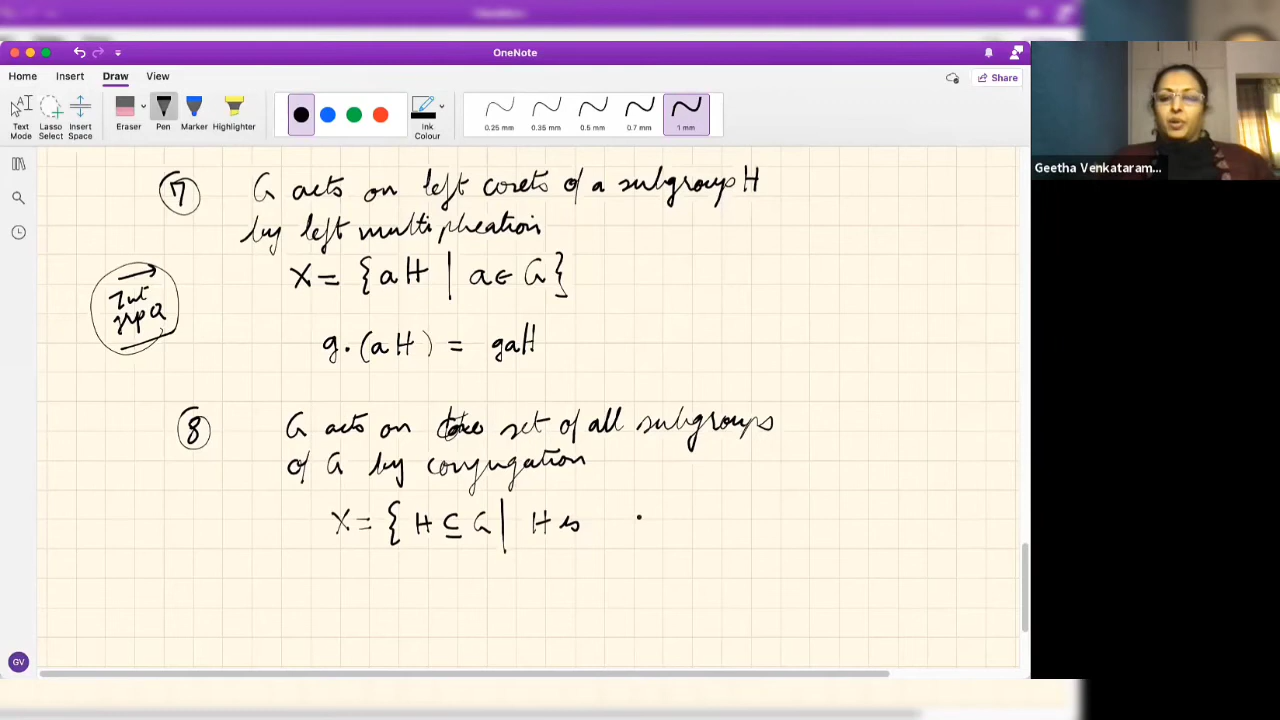 OneNote
Home Insert Draw View
Share
Text Mode
Lasso Select
Insert Space
Eraser
Pen
Marker
Highlighter
Ink Colour
0.25 mm 0.35 mm 0.5 mm 0.7 mm 1 mm
Geetha Venkataram...
7 G acts on left cosets of a subgroup H
by left multiplication
X = { aH | a ∈ G }
g . (aH) = gaH
8 G acts on the set of all subgroups
of G by conjugation
X = { H ⊆ G | H is
GV